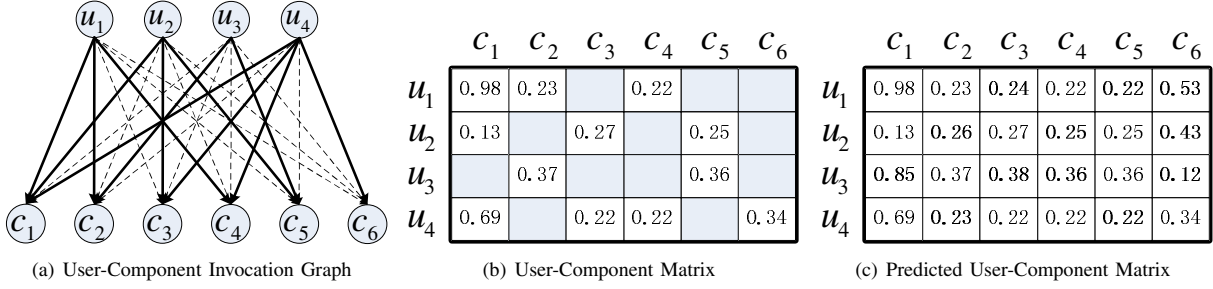 u1 u2 u3 u4
c1 c2 c3 c4 c5 c6
(a) User-Component Invocation Graph
c1 c2 c3 c4 c5 c6
u1 0.98 0.23 0.22
u2 0.13 0.27 0.25
u3 0.37 0.36
u4 0.69 0.22 0.22 0.34
(b) User-Component Matrix
c1 c2 c3 c4 c5 c6
u1 0.98 0.23 0.24 0.22 0.22 0.53
u2 0.13 0.26 0.27 0.25 0.25 0.43
u3 0.85 0.37 0.38 0.36 0.36 0.12
u4 0.69 0.23 0.22 0.22 0.22 0.34
(c) Predicted User-Component Matrix